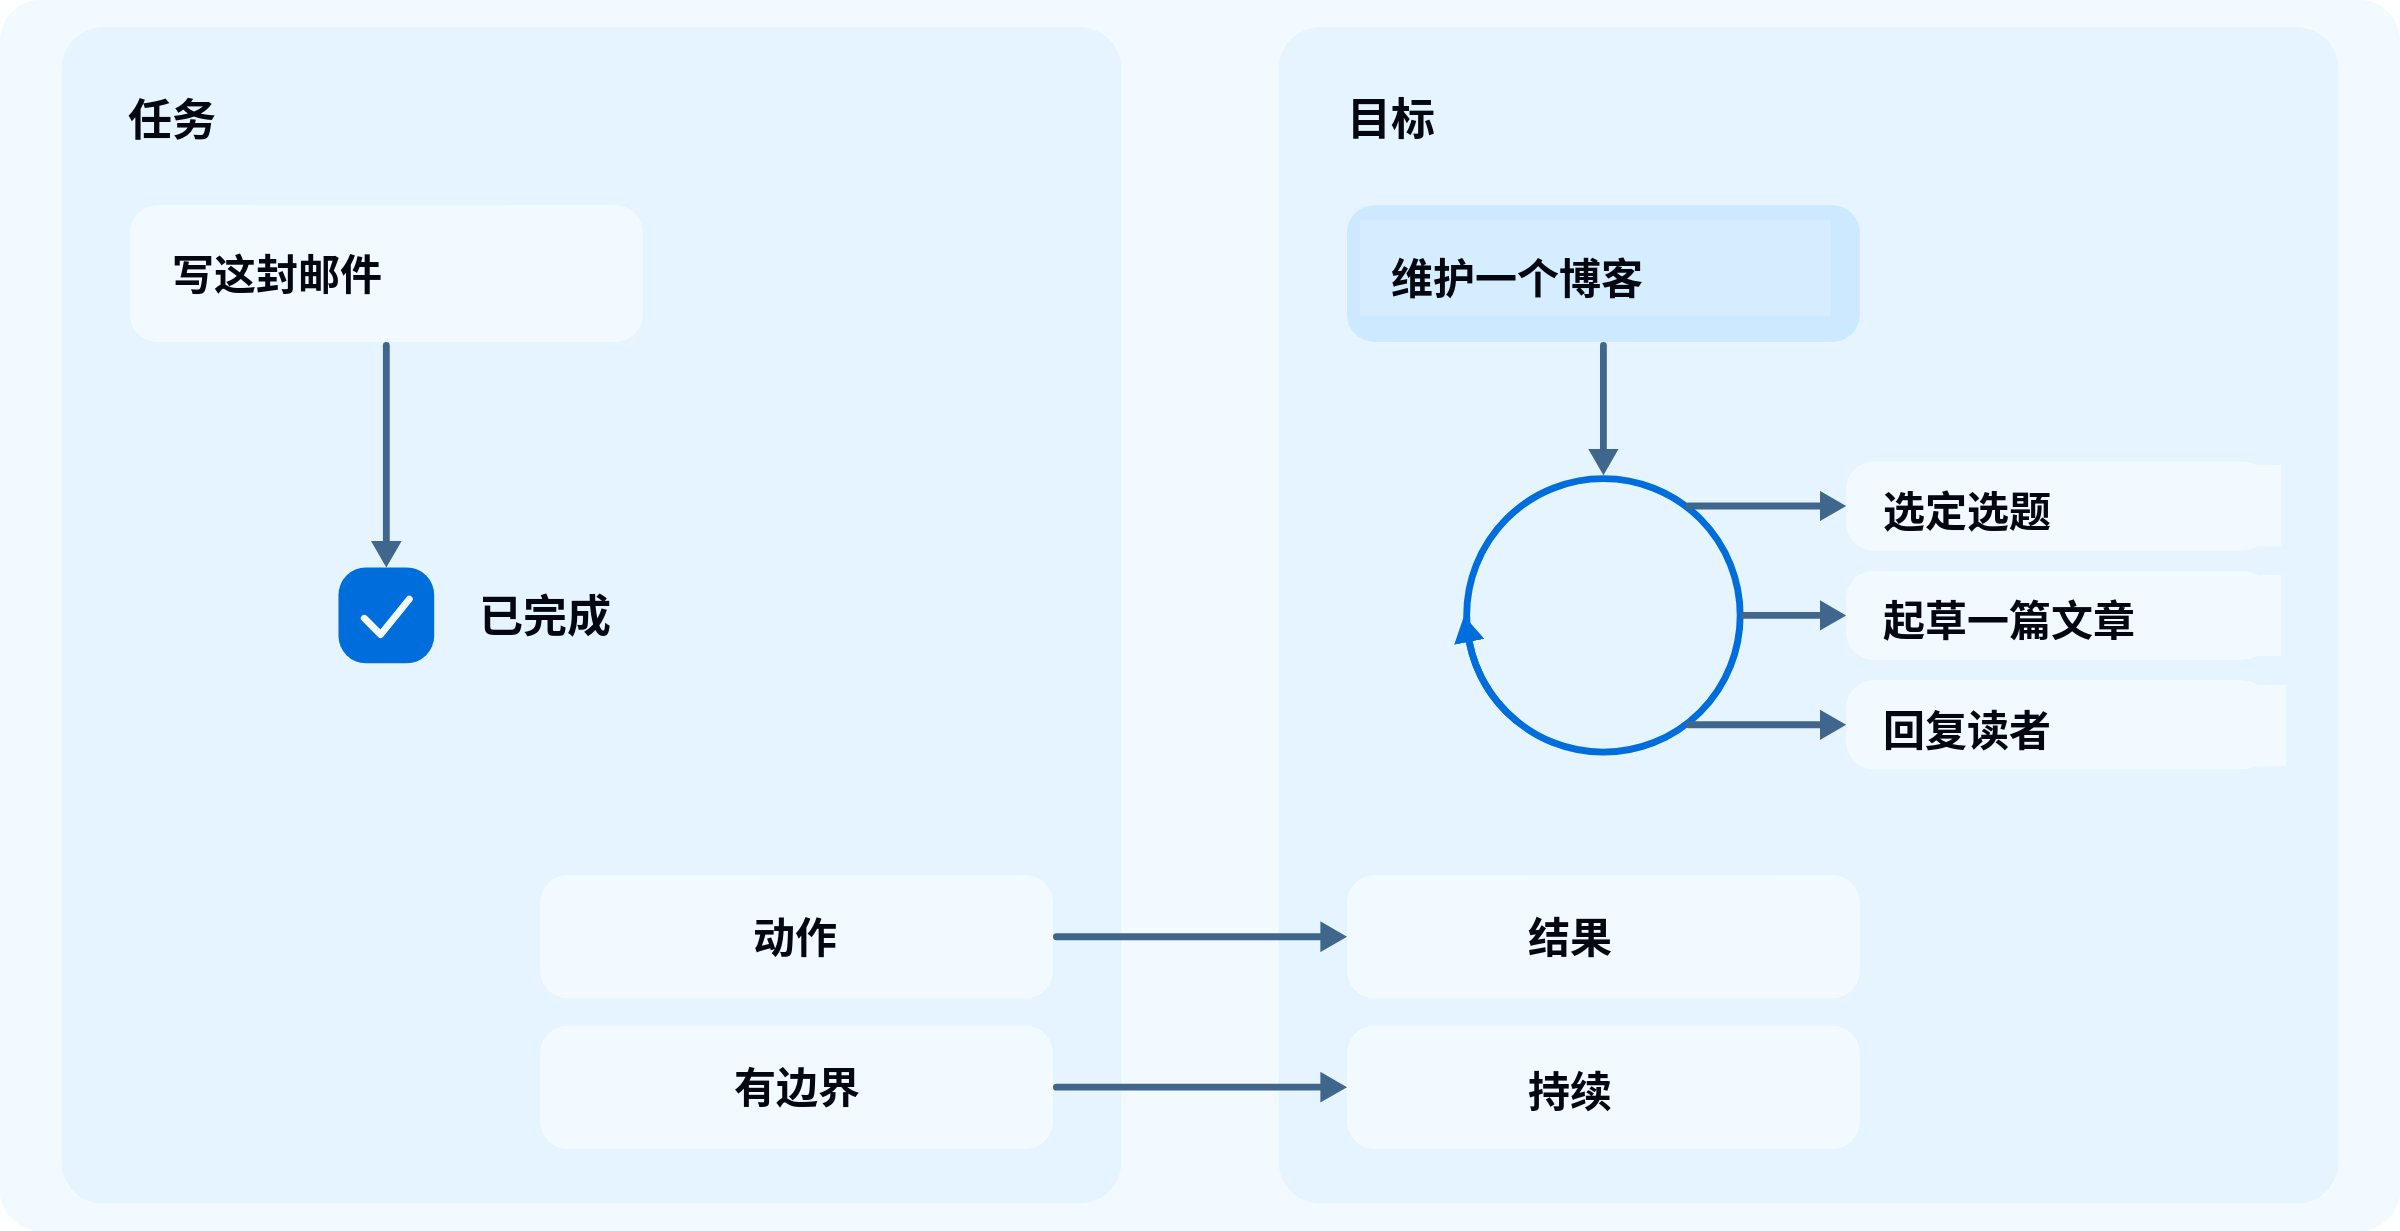 任务
写这封邮件
已完成
目标
维护一个博客
选定选题
起草一篇文章
回复读者
动作
结果
有边界
持续